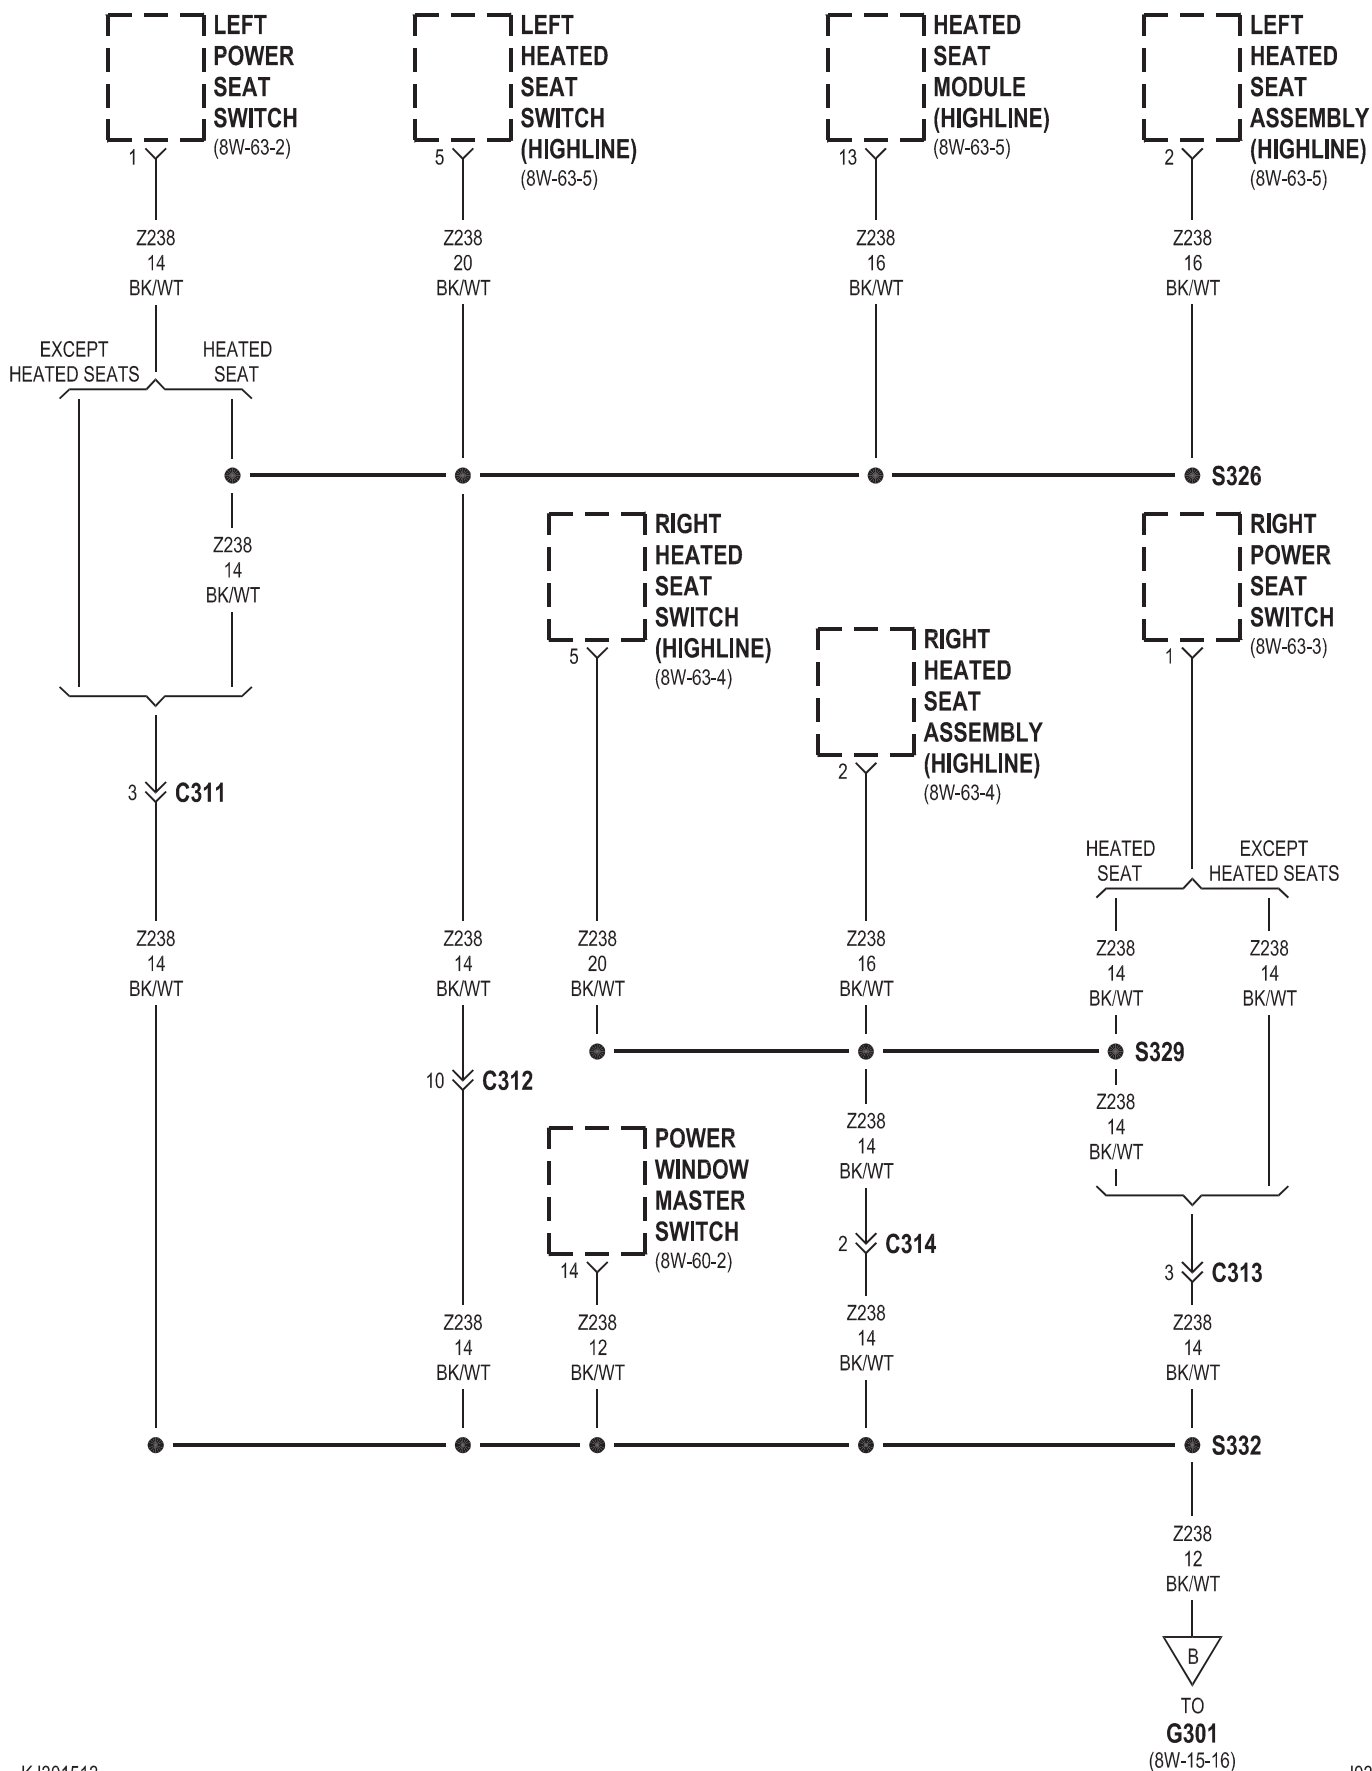 LEFT
POWER
SEAT
SWITCH
(8W-63-2)
1
LEFT
HEATED
SEAT
SWITCH
(HIGHLINE)
(8W-63-5)
5
HEATED
SEAT
MODULE
(HIGHLINE)
(8W-63-5)
13
LEFT
HEATED
SEAT
ASSEMBLY
(HIGHLINE)
(8W-63-5)
2
Z238
14
BK/WT
Z238
20
BK/WT
Z238
16
BK/WT
Z238
16
BK/WT
EXCEPT
HEATED SEATS
HEATED
SEAT
S326
Z238
14
BK/WT
RIGHT
HEATED
SEAT
SWITCH
(HIGHLINE)
(8W-63-4)
5
RIGHT
HEATED
SEAT
ASSEMBLY
(HIGHLINE)
(8W-63-4)
2
RIGHT
POWER
SEAT
SWITCH
(8W-63-3)
1
3 C311
HEATED
SEAT
EXCEPT
HEATED SEATS
Z238
14
BK/WT
Z238
14
BK/WT
Z238
20
BK/WT
Z238
16
BK/WT
Z238
14
BK/WT
Z238
14
BK/WT
S329
10 C312
Z238
14
BK/WT
Z238
14
BK/WT
POWER
WINDOW
MASTER
SWITCH
(8W-60-2)
14
2 C314
3 C313
Z238
14
BK/WT
Z238
12
BK/WT
Z238
14
BK/WT
Z238
14
BK/WT
S332
Z238
12
BK/WT
B
TO
G301
(8W-15-16)